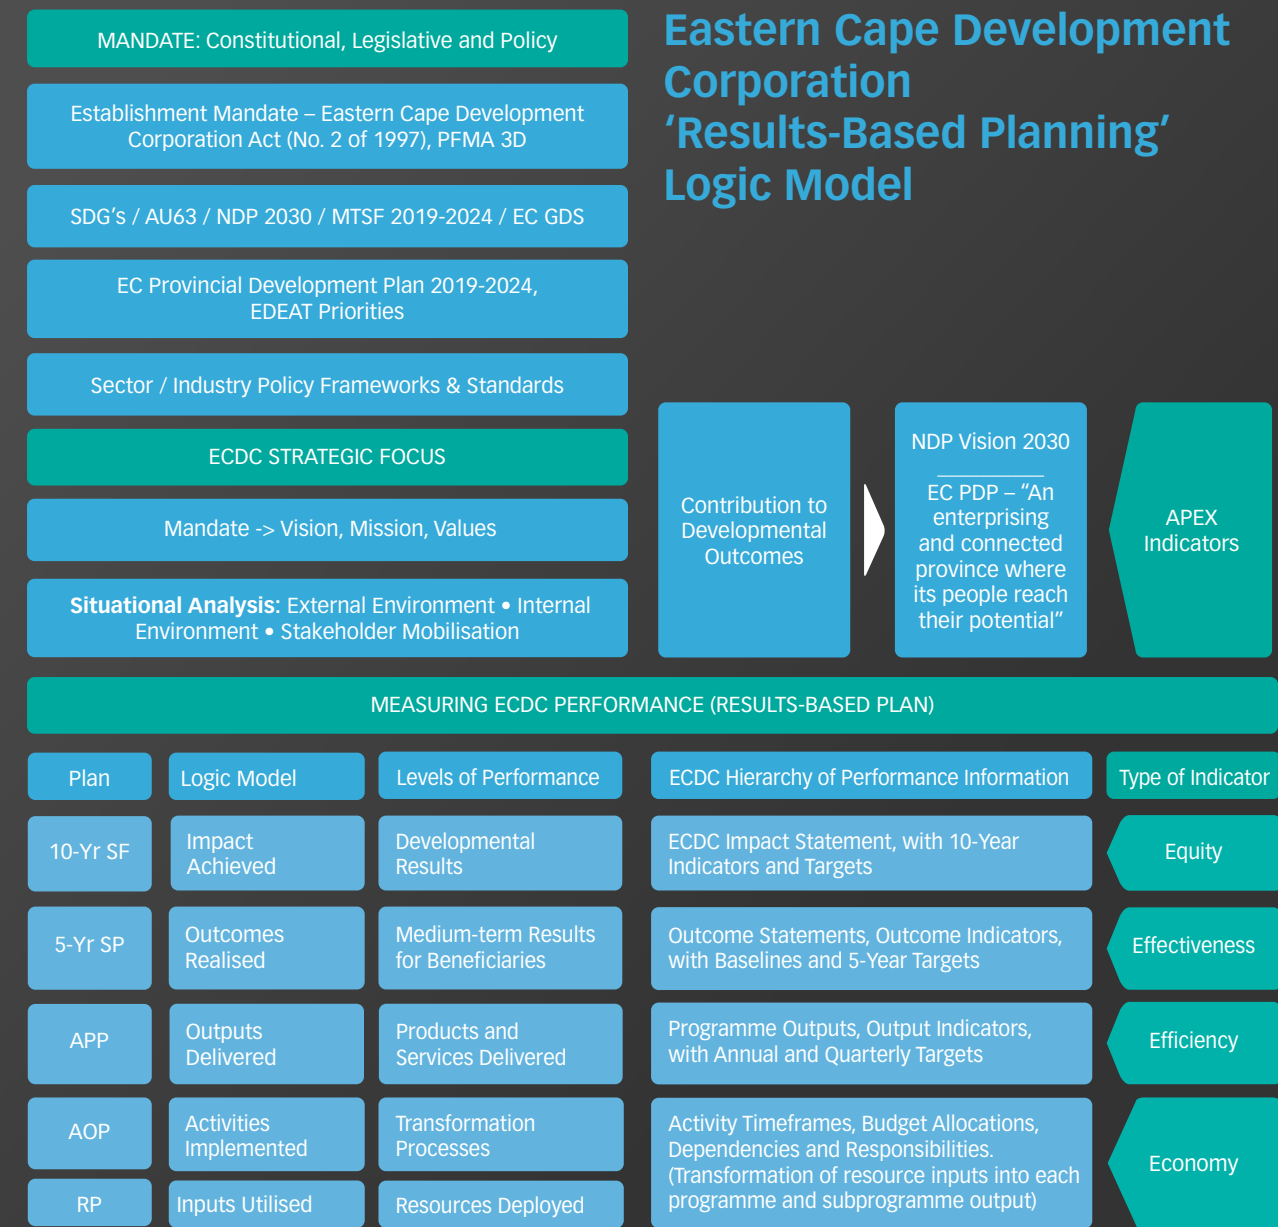 Eastern Cape Development
Corporation
‘Results-Based Planning’
Logic Model
MANDATE: Constitutional, Legislative and Policy
Establishment Mandate – Eastern Cape Development
Corporation Act (No. 2 of 1997), PFMA 3D
SDG's / AU63 / NDP 2030 / MTSF 2019-2024 / EC GDS
EC Provincial Development Plan 2019-2024,
EDEAT Priorities
Sector / Industry Policy Frameworks & Standards
ECDC STRATEGIC FOCUS
Mandate -> Vision, Mission, Values
Situational Analysis: External Environment • Internal
Environment • Stakeholder Mobilisation
Contribution to
Developmental
Outcomes
NDP Vision 2030
EC PDP – “An
enterprising
and connected
province where
its people reach
their potential”
APEX
Indicators
MEASURING ECDC PERFORMANCE (RESULTS-BASED PLAN)
Plan
Logic Model
Levels of Performance
ECDC Hierarchy of Performance Information
Type of Indicator
10-Yr SF
Impact
Achieved
Developmental
Results
ECDC Impact Statement, with 10-Year
Indicators and Targets
Equity
5-Yr SP
Outcomes
Realised
Medium-term Results
for Beneficiaries
Outcome Statements, Outcome Indicators,
with Baselines and 5-Year Targets
Effectiveness
APP
Outputs
Delivered
Products and
Services Delivered
Programme Outputs, Output Indicators,
with Annual and Quarterly Targets
Efficiency
AOP
Activities
Implemented
Transformation
Processes
Activity Timeframes, Budget Allocations,
Dependencies and Responsibilities.
(Transformation of resource inputs into each
programme and subprogramme output)
Economy
RP
Inputs Utilised
Resources Deployed